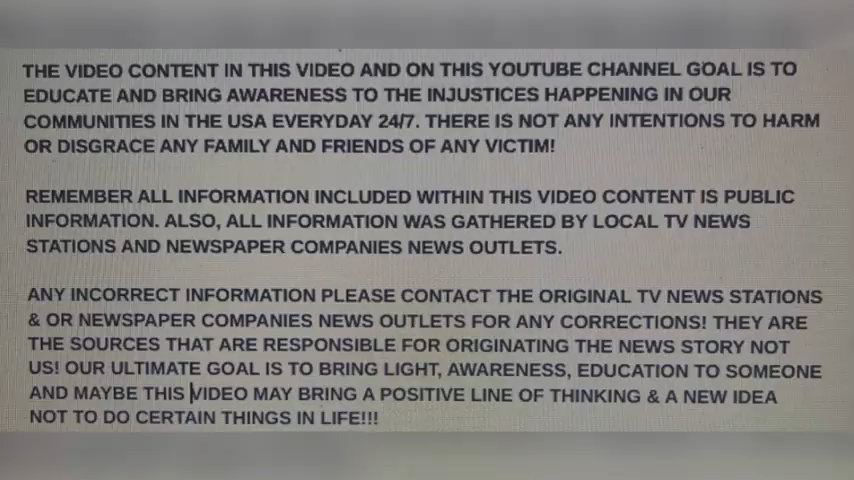 THE VIDEO CONTENT IN THIS VIDEO AND ON THIS YOUTUBE CHANNEL GOAL IS TO
EDUCATE AND BRING AWARENESS TO THE INJUSTICES HAPPENING IN OUR
COMMUNITIES IN THE USA EVERYDAY 24/7. THERE IS NOT ANY INTENTIONS TO HARM
OR DISGRACE ANY FAMILY AND FRIENDS OF ANY VICTIM!
REMEMBER ALL INFORMATION INCLUDED WITHIN THIS VIDEO CONTENT IS PUBLIC
INFORMATION. ALSO, ALL INFORMATION WAS GATHERED BY LOCAL TV NEWS
STATIONS AND NEWSPAPER COMPANIES NEWS OUTLETS.
ANY INCORRECT INFORMATION PLEASE CONTACT THE ORIGINAL TV NEWS STATIONS
& OR NEWSPAPER COMPANIES NEWS OUTLETS FOR ANY CORRECTIONS! THEY ARE
THE SOURCES THAT ARE RESPONSIBLE FOR ORIGINATING THE NEWS STORY NOT
US! OUR ULTIMATE GOAL IS TO BRING LIGHT, AWARENESS, EDUCATION TO SOMEONE
AND MAYBE THIS VIDEO MAY BRING A POSITIVE LINE OF THINKING & A NEW IDEA
NOT TO DO CERTAIN THINGS IN LIFE!!!